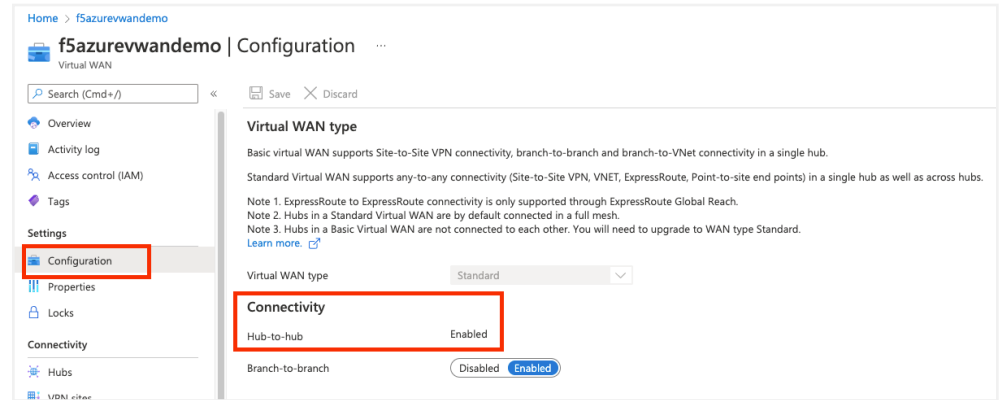 Home > f5azurevwandemo
f5azurevwandemo | Configuration ...
Virtual WAN
Search (Cmd+/)
«
Save
Discard
Overview
Activity log
Access control (IAM)
Tags
Settings
Configuration
Properties
Locks
Connectivity
Hubs
VPN sites
Virtual WAN type
Basic virtual WAN supports Site-to-Site VPN connectivity, branch-to-branch and branch-to-VNet connectivity in a single hub.
Standard Virtual WAN supports any-to-any connectivity (Site-to-Site VPN, VNET, ExpressRoute, Point-to-site end points) in a single hub as well as across hubs.
Note 1. ExpressRoute to ExpressRoute connectivity is only supported through ExpressRoute Global Reach.
Note 2. Hubs in a Standard Virtual WAN are by default connected in a full mesh.
Note 3. Hubs in a Basic Virtual WAN are not connected to each other. You will need to upgrade to WAN type Standard.
Learn more.
Virtual WAN type Standard
Connectivity
Hub-to-hub Enabled
Branch-to-branch Disabled Enabled